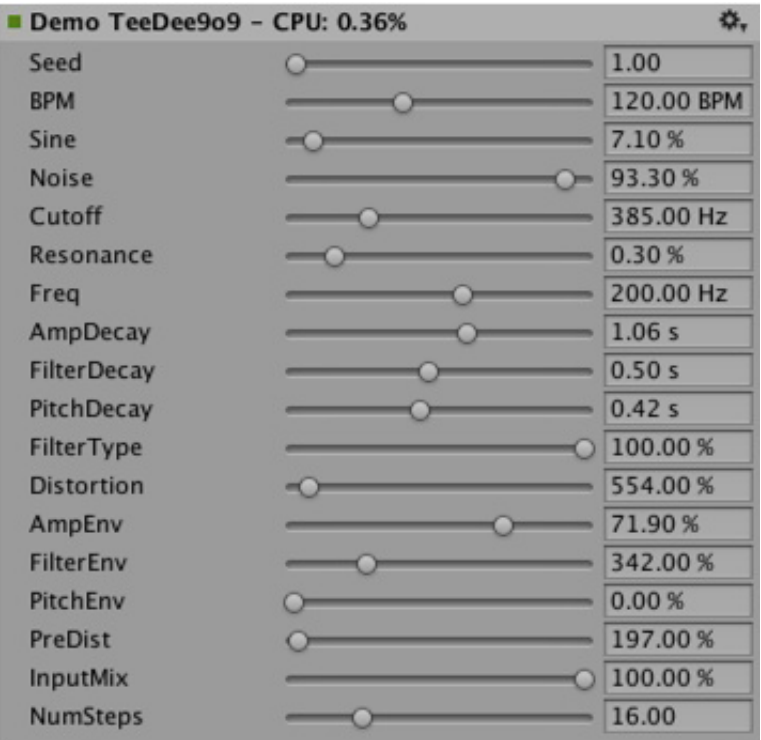 Demo TeeDee9o9 – CPU: 0.36%
Seed 1.00
BPM 120.00 BPM
Sine 7.10 %
Noise 93.30 %
Cutoff 385.00 Hz
Resonance 0.30 %
Freq 200.00 Hz
AmpDecay 1.06 s
FilterDecay 0.50 s
PitchDecay 0.42 s
FilterType 100.00 %
Distortion 554.00 %
AmpEnv 71.90 %
FilterEnv 342.00 %
PitchEnv 0.00 %
PreDist 197.00 %
InputMix 100.00 %
NumSteps 16.00